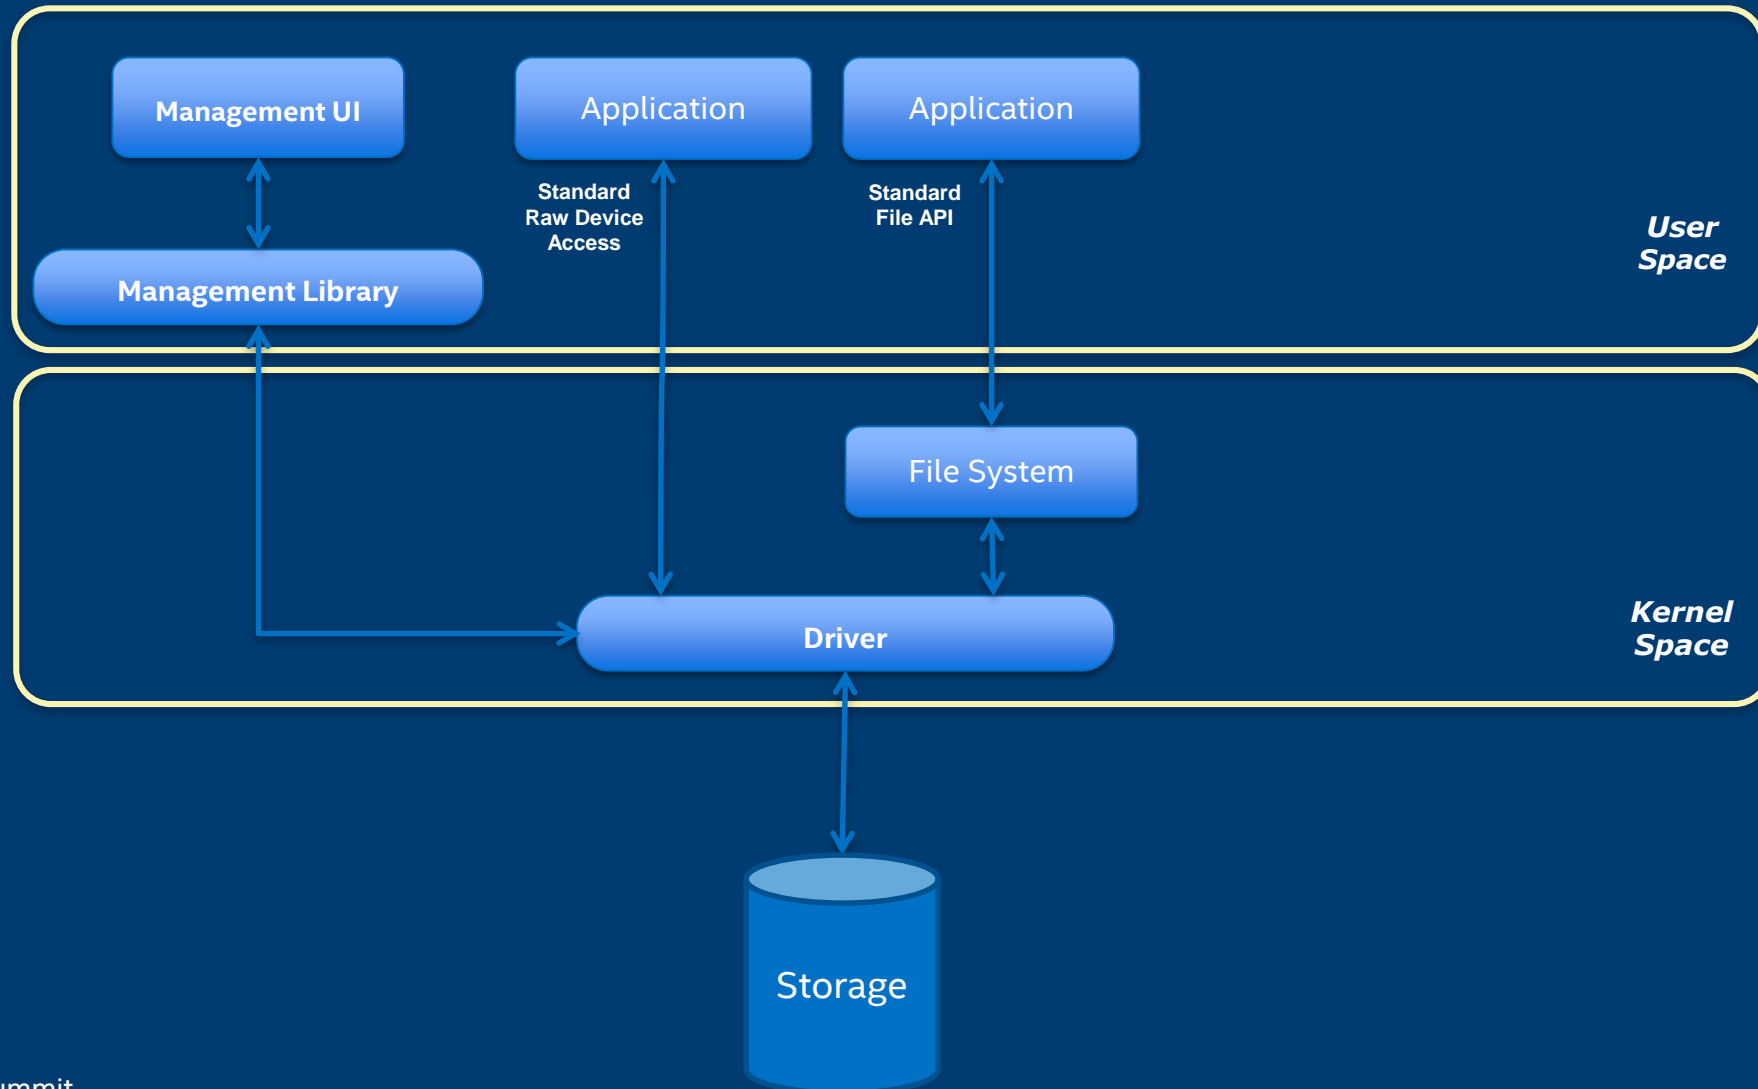 Management UI
Application
Application
Standard
Raw Device
Access
Standard
File API
User
Space
Management Library
File System
Driver
Kernel
Space
Storage